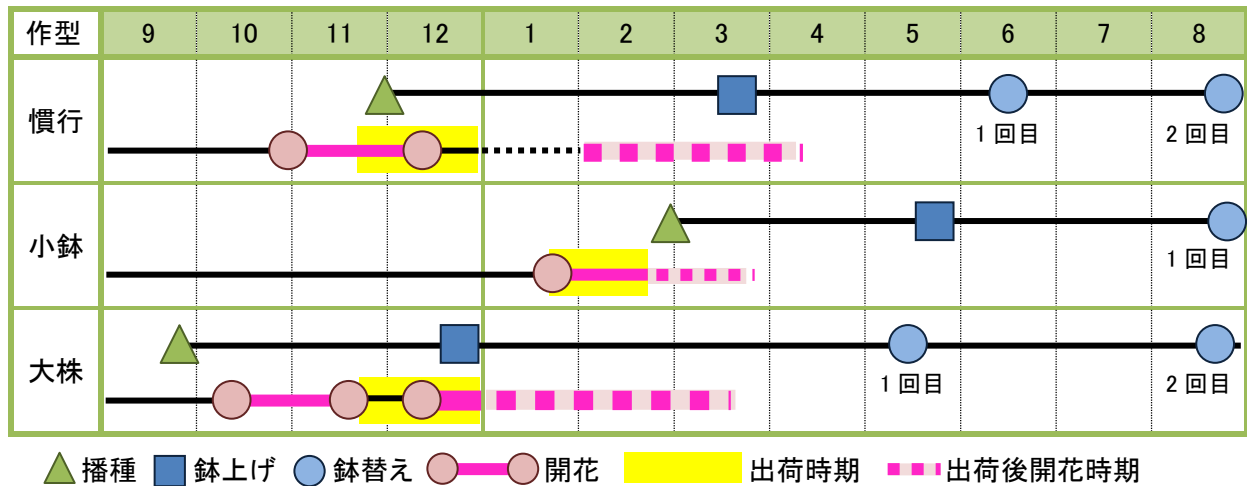 作型 9 10 11 12 1 2 3 4 5 6 7 8
慣行
1回目 2回目
小鉢
1回目
大株
1回目 2回目
播種 鉢上げ 鉢替え 開花 出荷時期 出荷後開花時期